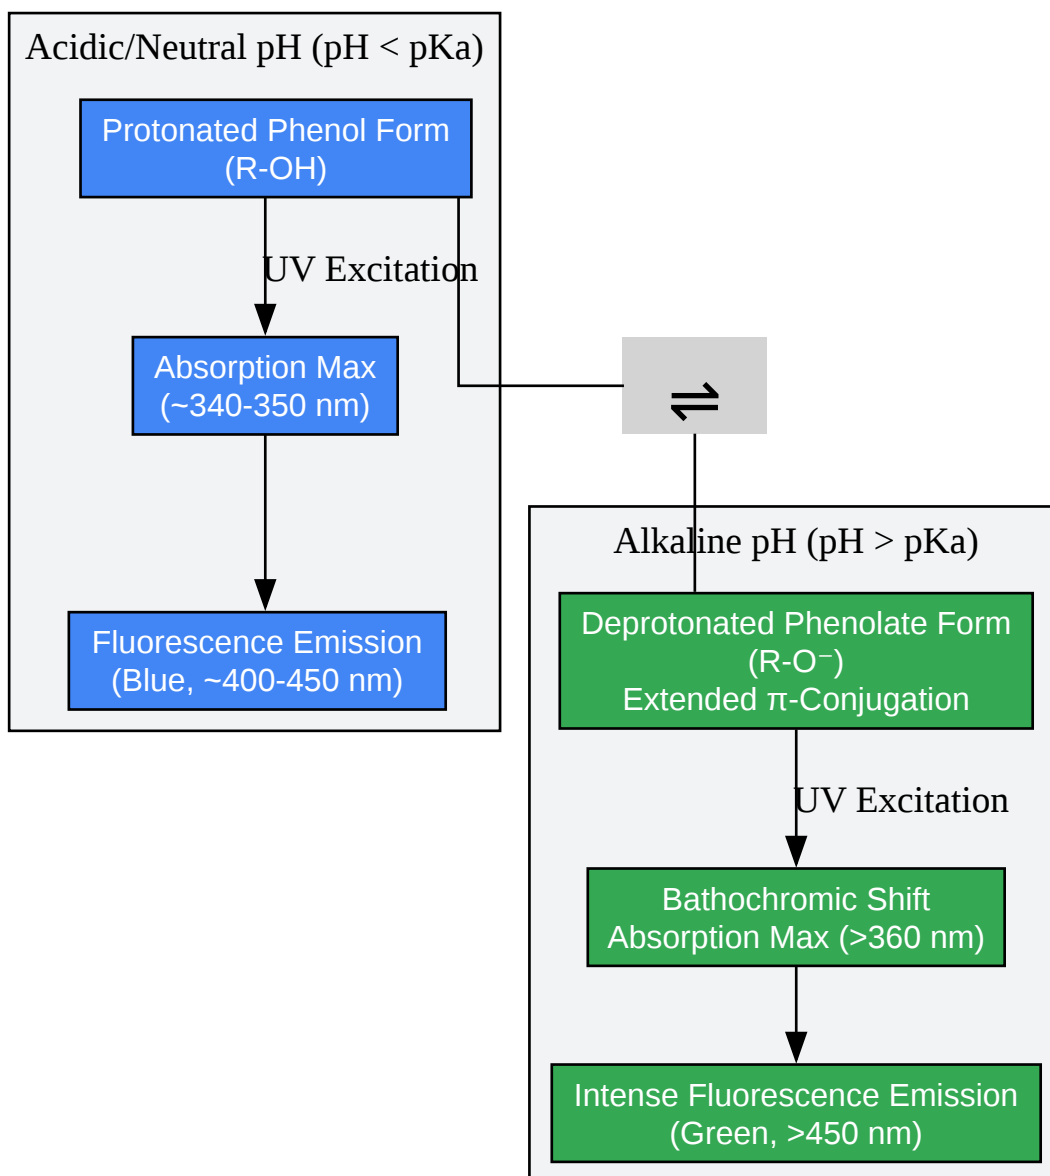 Acidic/Neutral pH (pH < pKa)
Protonated Phenol Form
(R-OH)
UV Excitation
Absorption Max
(~340-350 nm)
Fluorescence Emission
(Blue, ~400-450 nm)
⇌
Alkaline pH (pH > pKa)
Deprotonated Phenolate Form
(R-O⁻)
Extended π-Conjugation
UV Excitation
Bathochromic Shift
Absorption Max (>360 nm)
Intense Fluorescence Emission
(Green, >450 nm)